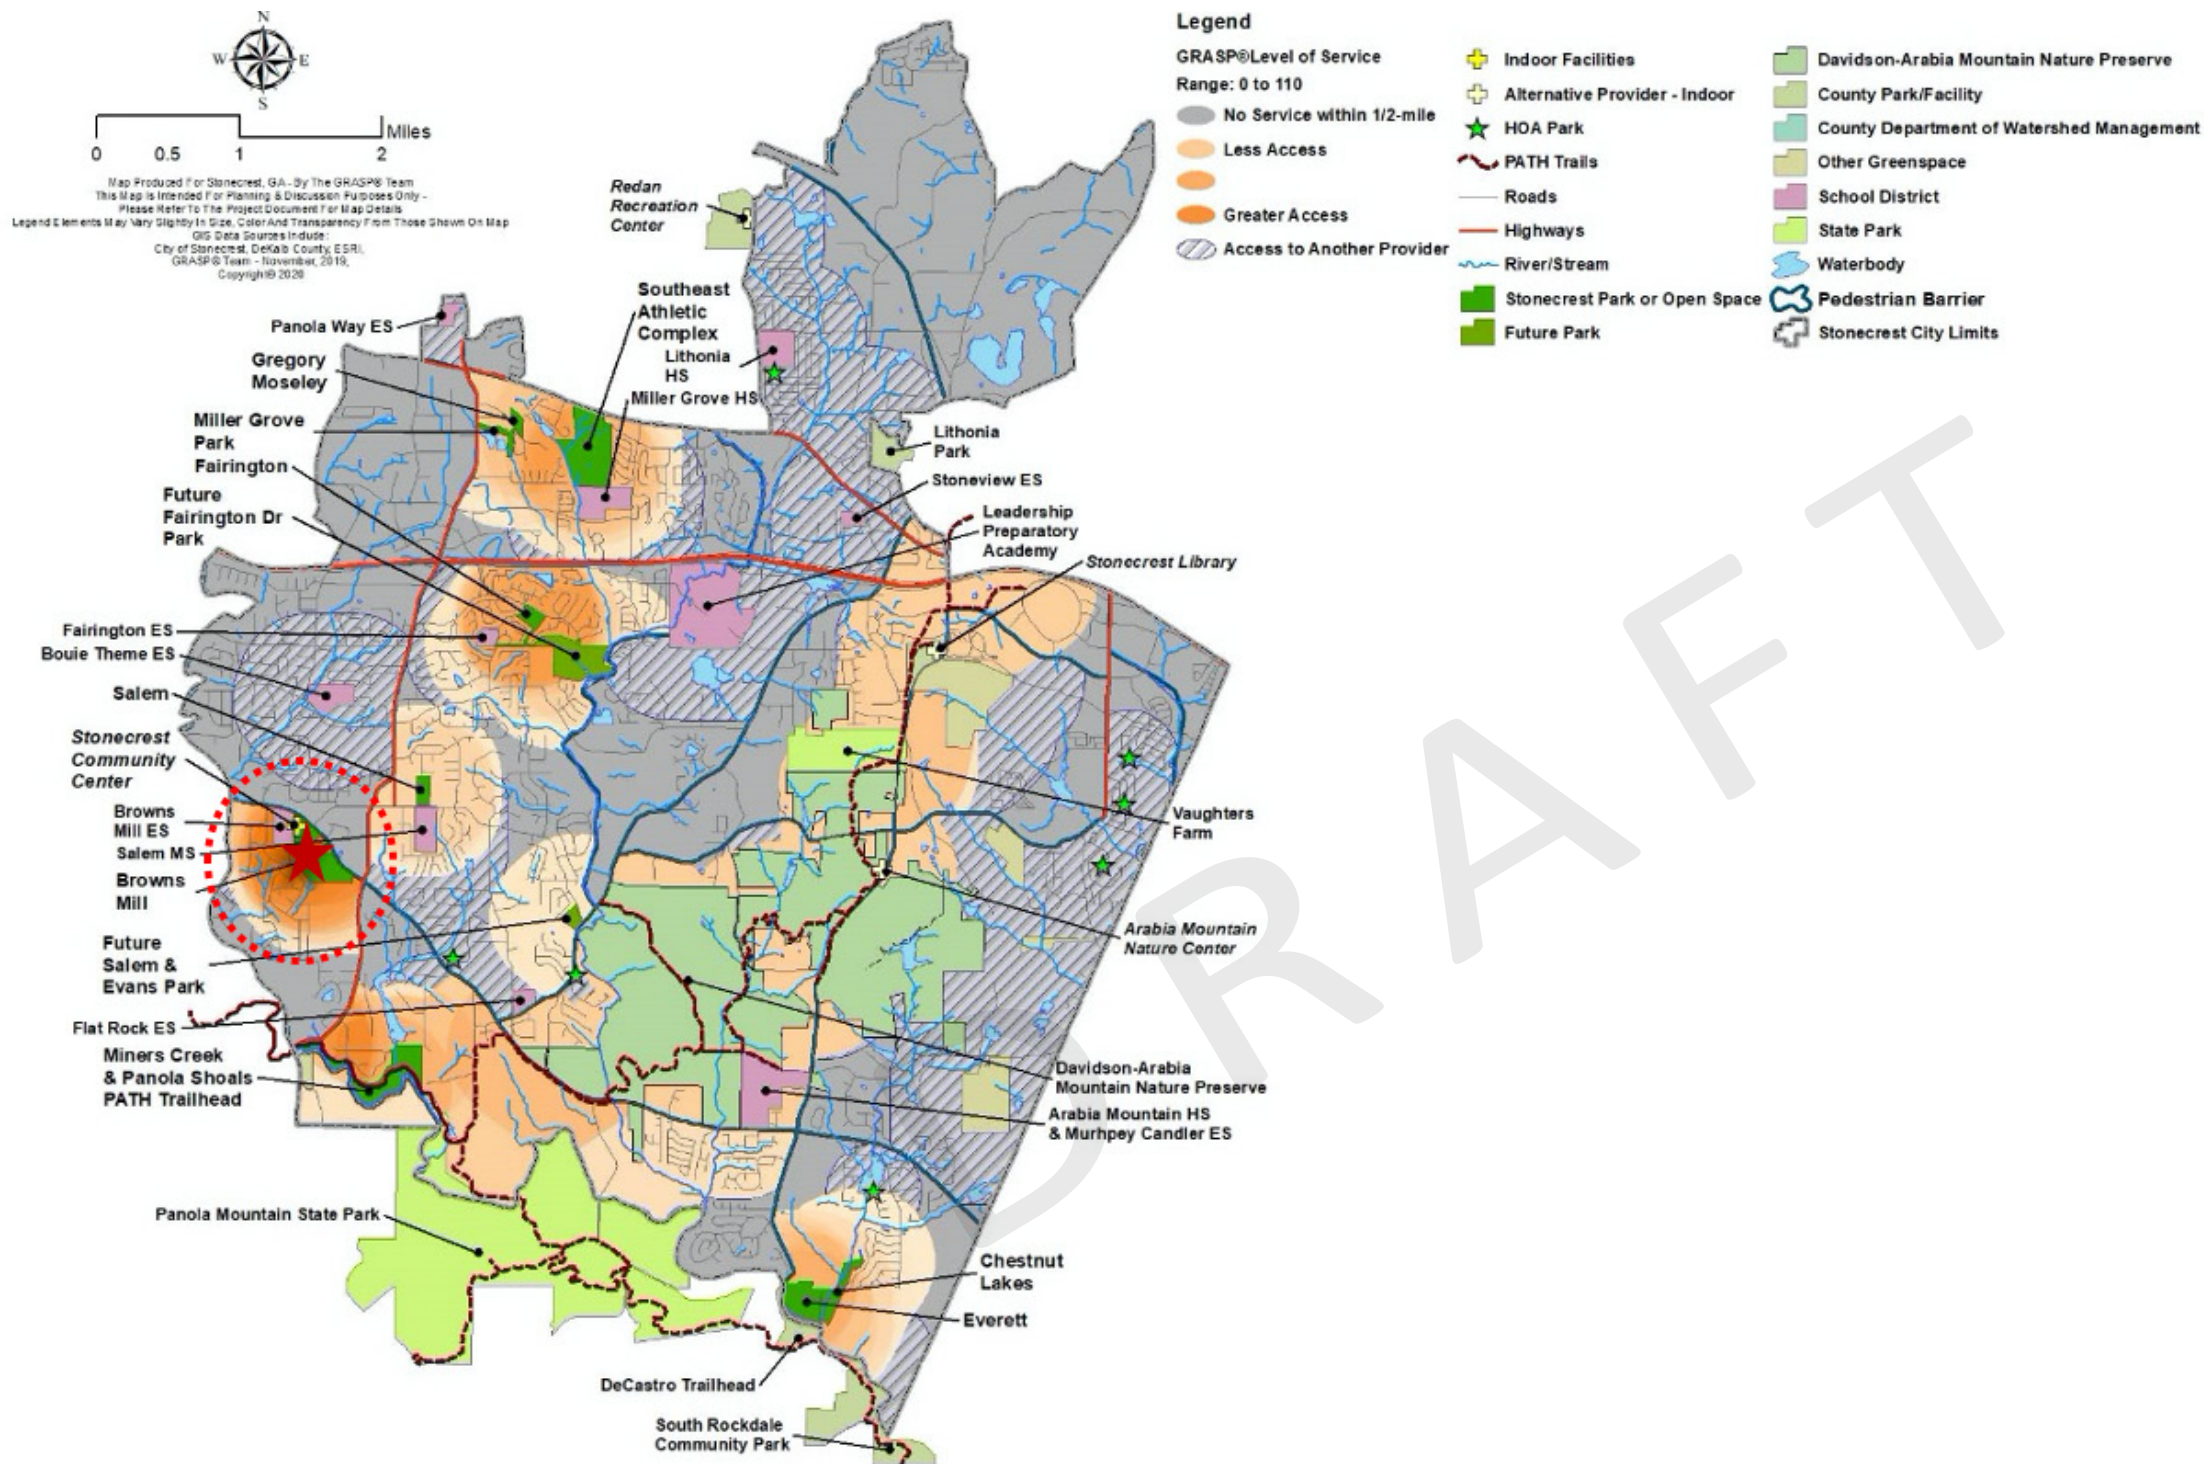 N
W
E
S
Miles
0
0.5
1
2
Map Produced For Stonecrest, GA - By The GRASP® Team
This Map Is Intended For Planning & Discussion Purposes Only -
Please Refer To The Project Document For Map Details
Legend Elements May Vary Slightly In Size, Color And Transparency From Those Shown On Map
GIS Data Sources Include:
City of Stonecrest, DeKalb County, ESRI,
GRASP® Team - November, 2019,
Copyright© 2020
Legend
GRASP®Level of Service
Range: 0 to 110
No Service within 1/2-mile
Less Access
Greater Access
Access to Another Provider
Indoor Facilities
Alternative Provider - Indoor
HOA Park
PATH Trails
Roads
Highways
River/Stream
Stonecrest Park or Open Space
Future Park
Davidson-Arabia Mountain Nature Preserve
County Park/Facility
County Department of Watershed Management
Other Greenspace
School District
State Park
Waterbody
Pedestrian Barrier
Stonecrest City Limits
Redan
Recreation
Center
Southeast
Athletic
Complex
Lithonia
HS
Miller Grove HS
Panola Way ES
Gregory
Moseley
Miller Grove
Park
Fairington
Future
Fairington Dr
Park
Lithonia
Park
Stoneview ES
Leadership
Preparatory
Academy
Stonecrest Library
Fairington ES
Bouie Theme ES
Salem
Stonecrest
Community
Center
Browns
Mill ES
Salem MS
Browns
Mill
Future
Salem &
Evans Park
Flat Rock ES
Miners Creek
& Panola Shoals
PATH Trailhead
Vaughters
Farm
Arabia Mountain
Nature Center
Davidson-Arabia
Mountain Nature Preserve
Arabia Mountain HS
& Murhpey Candler ES
Panola Mountain State Park
Chestnut
Lakes
Everett
DeCastro Trailhead
South Rockdale
Community Park
DRAFT